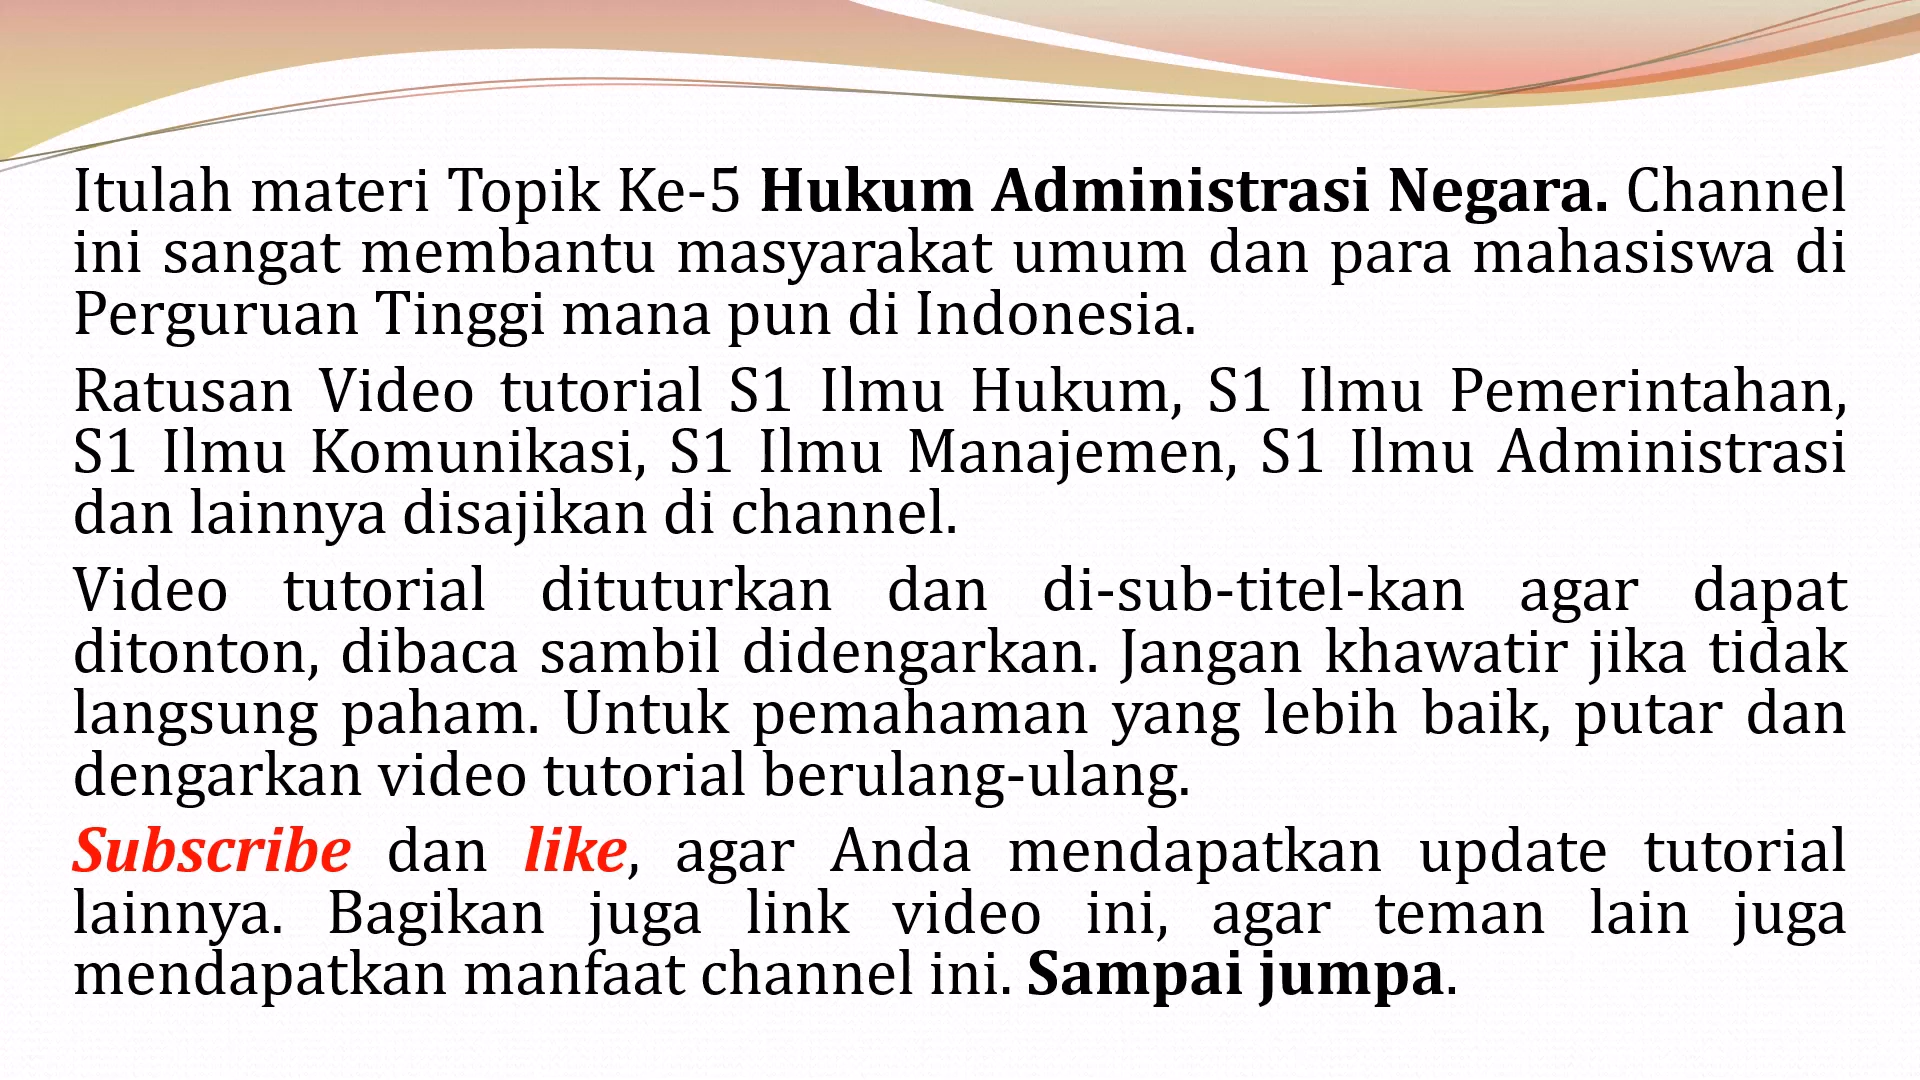 Itulah materi Topik Ke-5 Hukum Administrasi Negara. Channel
ini sangat membantu masyarakat umum dan para mahasiswa di
Perguruan Tinggi mana pun di Indonesia.
Ratusan Video tutorial S1 Ilmu Hukum, S1 Ilmu Pemerintahan,
S1 Ilmu Komunikasi, S1 Ilmu Manajemen, S1 Ilmu Administrasi
dan lainnya disajikan di channel.
Video tutorial dituturkan dan di-sub-titel-kan agar dapat
ditonton, dibaca sambil didengarkan. Jangan khawatir jika tidak
langsung paham. Untuk pemahaman yang lebih baik, putar dan
dengarkan video tutorial berulang-ulang.
Subscribe dan like, agar Anda mendapatkan update tutorial
lainnya. Bagikan juga link video ini, agar teman lain juga
mendapatkan manfaat channel ini. Sampai jumpa.